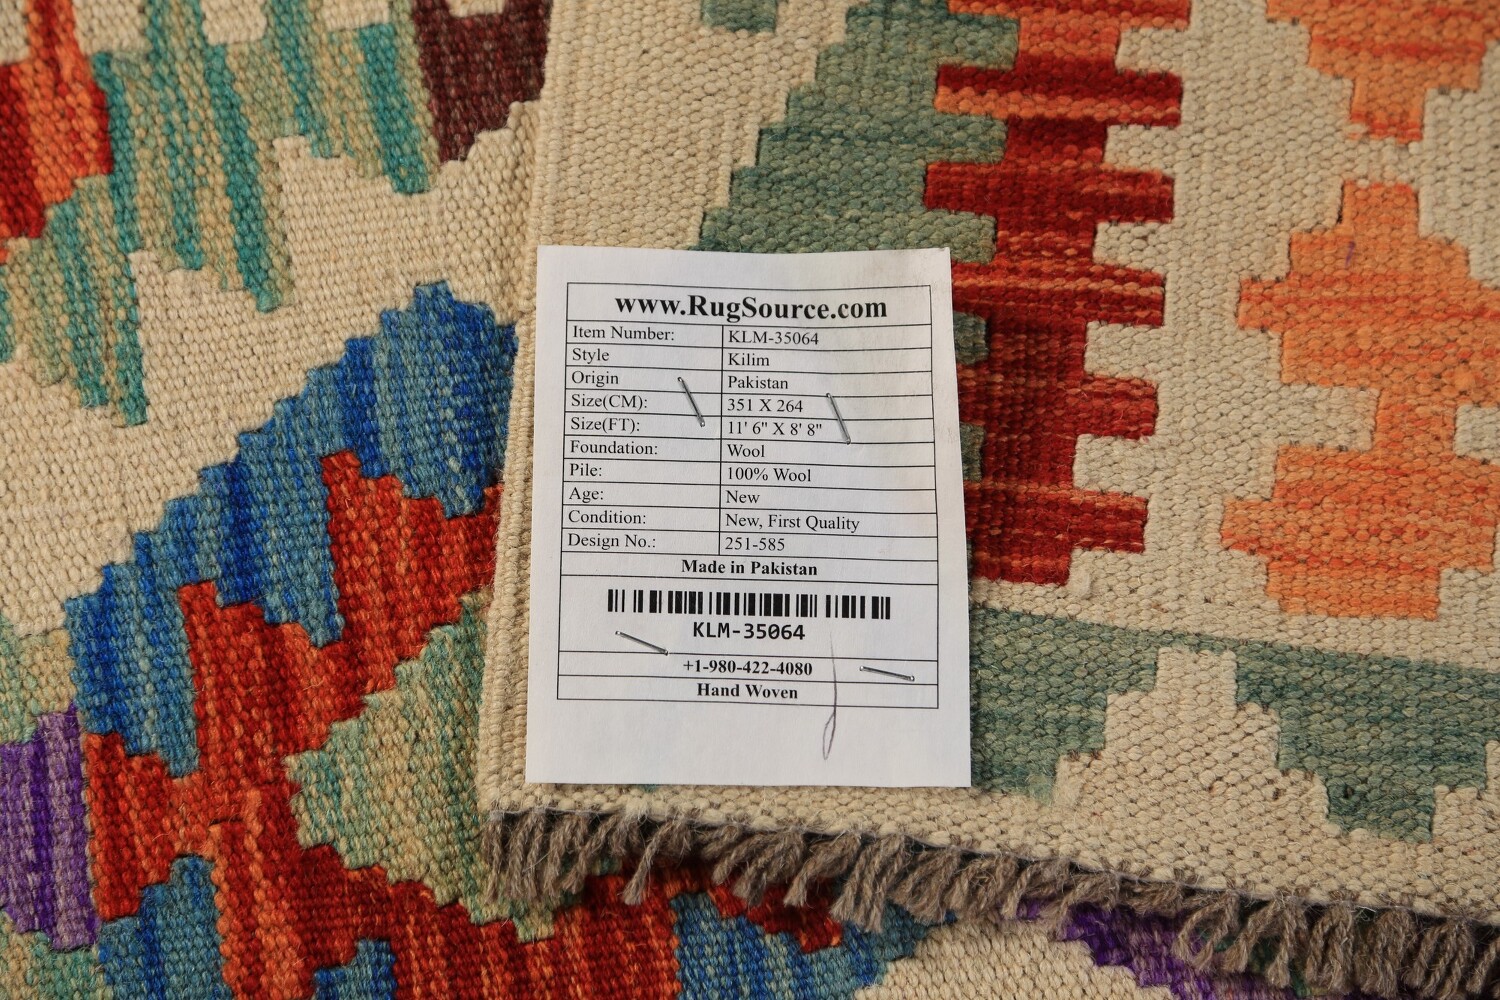 www.RugSource.com
Item Number: KLM-35064
Style Kilim
Origin Pakistan
Size(CM): 351 X 264
Size(FT): 11' 6" X 8' 8"
Foundation: Wool
Pile: 100% Wool
Age: New
Condition: New, First Quality
Design No.: 251-585
Made in Pakistan
KLM-35064
+1-980-422-4080
Hand Woven